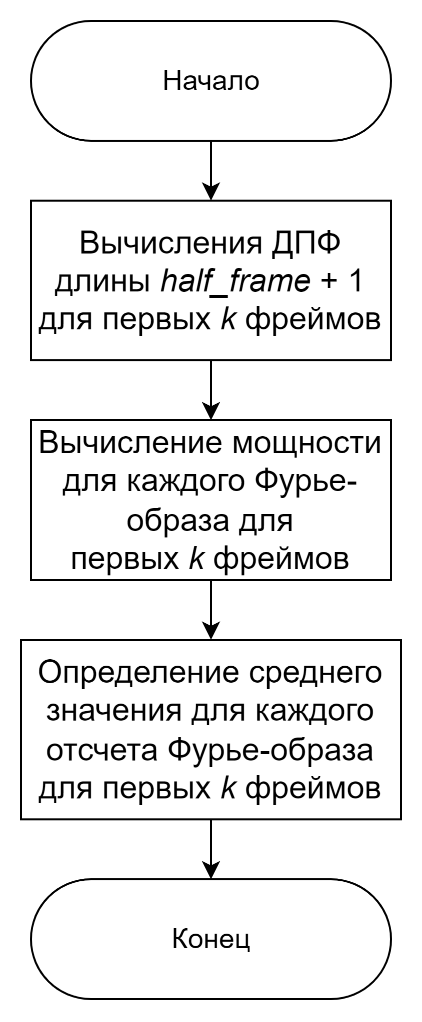 Начало
Вычисления ДПФ
длины half_frame + 1
для первых k фреймов
Вычисление мощности
для каждого Фурье-
образа для
первых k фреймов
Определение среднего
значения для каждого
отсчета Фурье-образа
для первых k фреймов
Конец